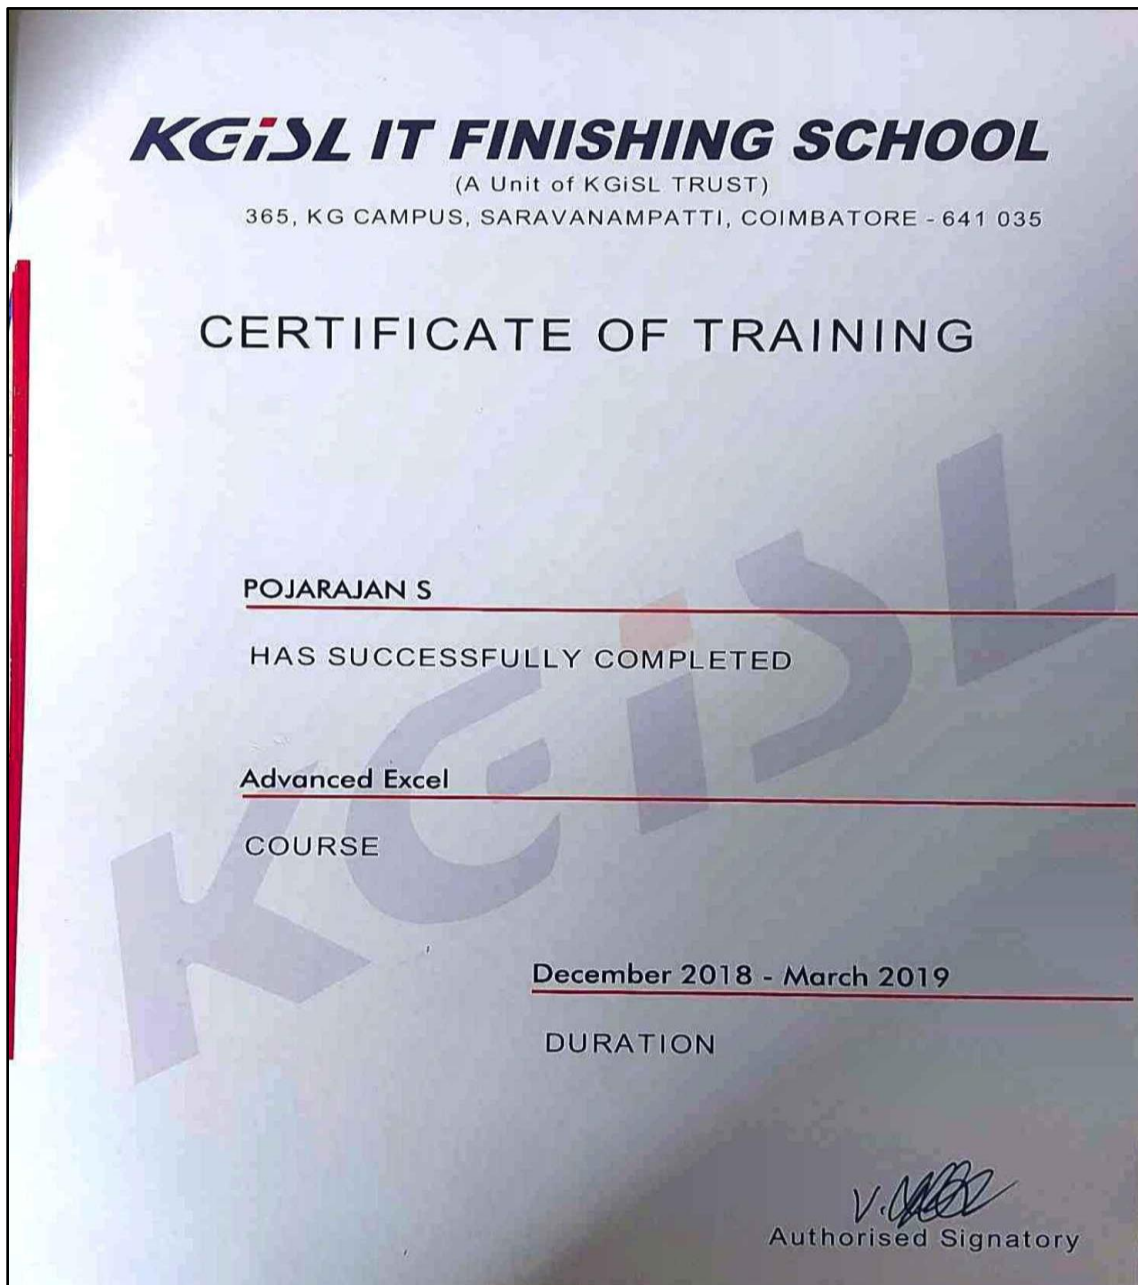 KGiSL IT FINISHING SCHOOL
(A Unit of KGiSL TRUST)
365, KG CAMPUS, SARAVANAMPATTI, COIMBATORE - 641 035
CERTIFICATE OF TRAINING
POJARAJAN S
HAS SUCCESSFULLY COMPLETED
Advanced Excel
COURSE
December 2018 - March 2019
DURATION
KGiSL
Authorised Signatory